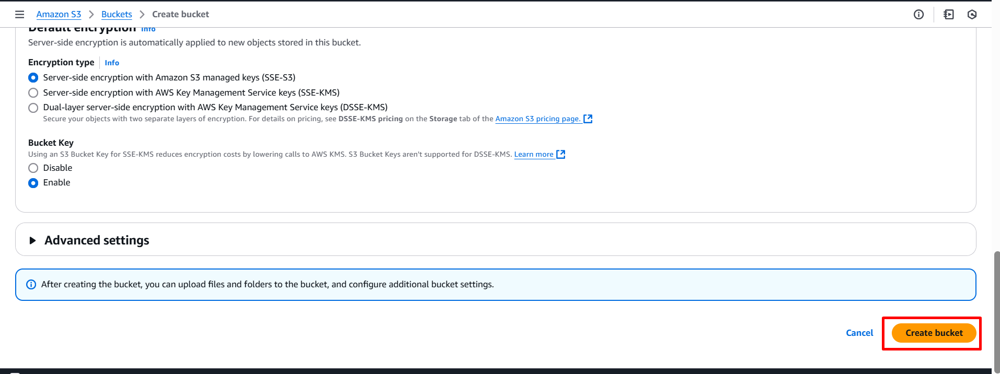 Amazon S3 > Buckets > Create bucket
Default encryption Info
Server-side encryption is automatically applied to new objects stored in this bucket.
Encryption type Info
Server-side encryption with Amazon S3 managed keys (SSE-S3)
Server-side encryption with AWS Key Management Service keys (SSE-KMS)
Dual-layer server-side encryption with AWS Key Management Service keys (DSSE-KMS)
Secure your objects with two separate layers of encryption. For details on pricing, see DSSE-KMS pricing on the Storage tab of the Amazon S3 pricing page.
Bucket Key
Using an S3 Bucket Key for SSE-KMS reduces encryption costs by lowering calls to AWS KMS. S3 Bucket Keys aren't supported for DSSE-KMS. Learn more
Disable
Enable
Advanced settings
After creating the bucket, you can upload files and folders to the bucket, and configure additional bucket settings.
Cancel Create bucket